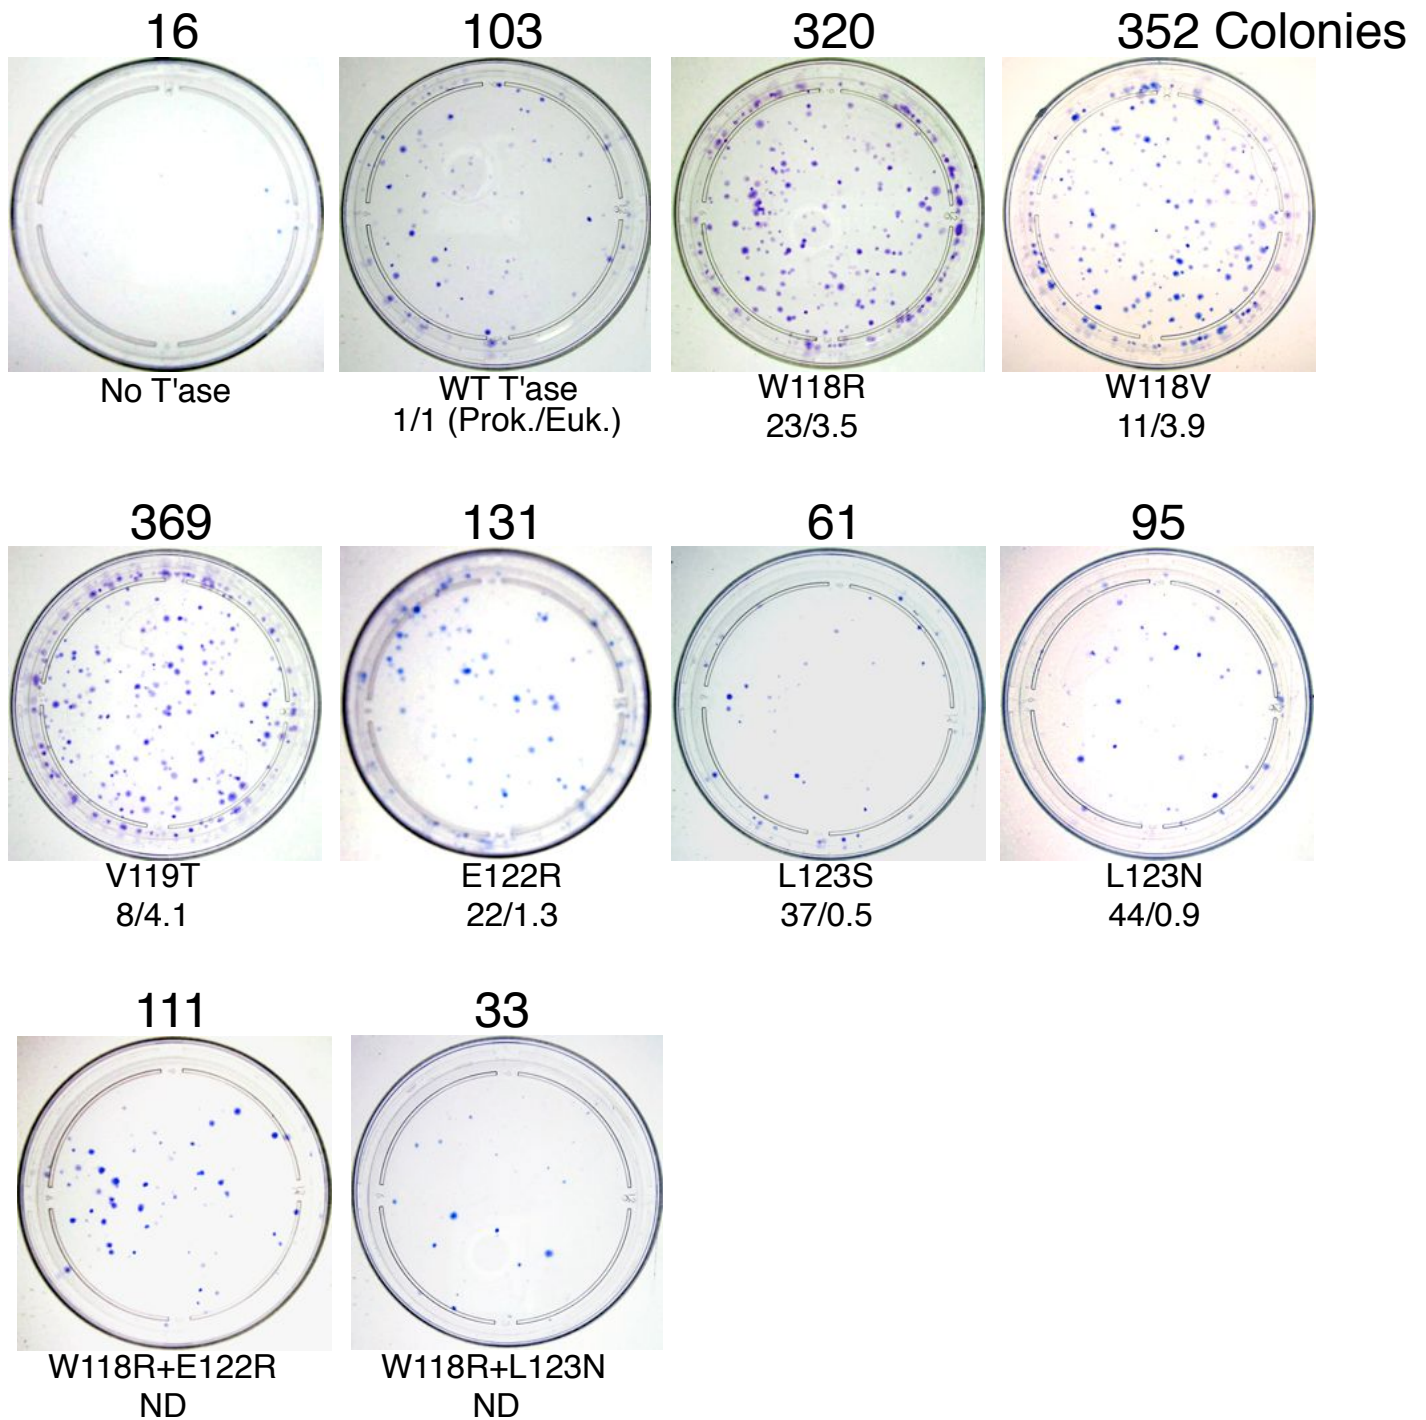 16 103 320 352 Colonies
No T'ase WT T'ase W118R W118V
1/1 (Prok./Euk.) 23/3.5 11/3.9
369 131 61 95
V119T E122R L123S L123N
8/4.1 22/1.3 37/0.5 44/0.9
111 33
W118R+E122R W118R+L123N
ND ND